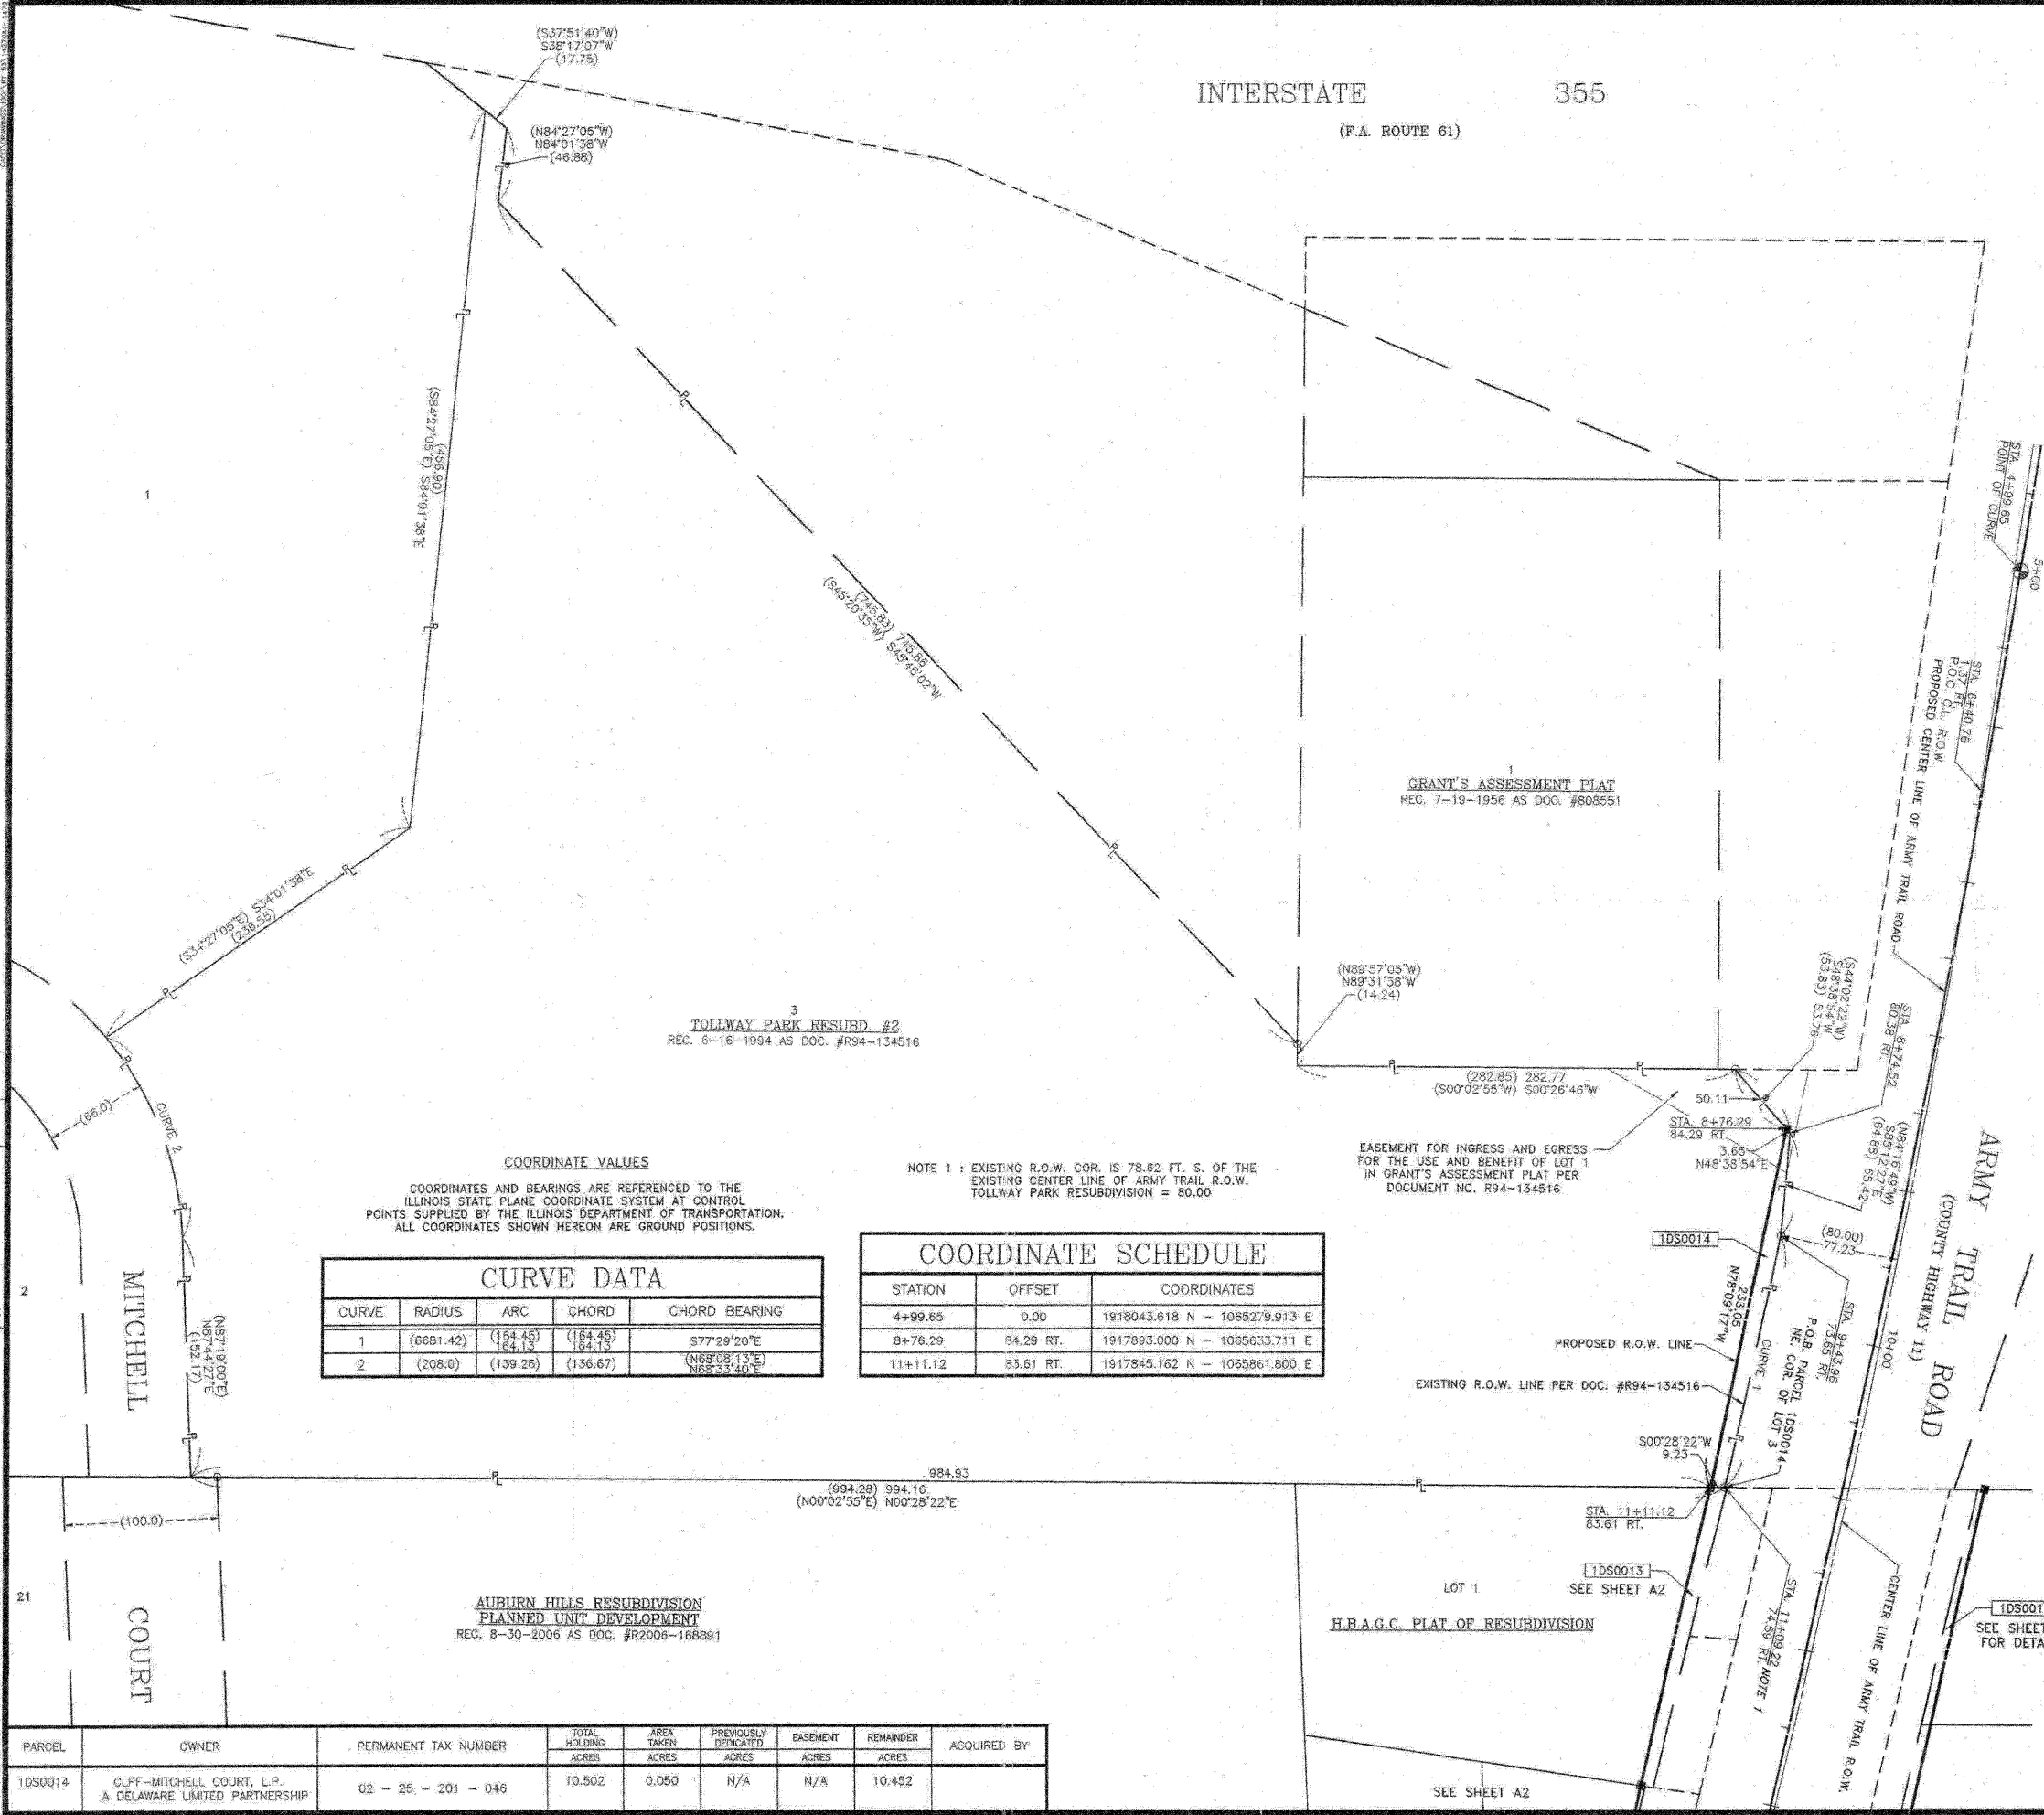 (S37°51'40"W)
S38°17'07"W
(17.75)
INTERSTATE 355
(F.A. ROUTE 61)
(N84°27'05"W)
N84°01'38"W
(46.88)
(456.90)
(S84°27'05"E) S84°01'38"E
1
(745.83) 745.86
(S45°20'35"W) S45°46'02"W
STA. 4+99.65
POINT OF CURVE
5+00
STA. 6+40.76
1.37 RT.
P.O.C. C.L. R.O.W.
PROPOSED CENTER LINE OF ARMY TRAIL ROAD
1
GRANT'S ASSESSMENT PLAT
REC. 7-19-1956 AS DOC. #808551
(S34°27'05"E) S34°01'38"E
(236.55)
3
TOLLWAY PARK RESUBD. #2
REC. 6-16-1994 AS DOC. #R94-134516
(N89°57'05"W)
N89°31'38"W
(14.24)
(S44°02'22"W)
S48°38'54"W
(53.83) 53.76
STA. 8+74.52
80.38 RT.
(282.85) 282.77
(S00°02'55"W) S00°26'46"W
50.11
STA. 8+76.29
84.29 RT.
3.65
N48°38'54"E
(N84°16'49"W)
S85°12'27"E
(64.88) 65.42
(66.0)
CURVE 2
COORDINATE VALUES
COORDINATES AND BEARINGS ARE REFERENCED TO THE
ILLINOIS STATE PLANE COORDINATE SYSTEM AT CONTROL
POINTS SUPPLIED BY THE ILLINOIS DEPARTMENT OF TRANSPORTATION.
ALL COORDINATES SHOWN HEREON ARE GROUND POSITIONS.
NOTE 1 : EXISTING R.O.W. COR. IS 78.62 FT. S. OF THE
EXISTING CENTER LINE OF ARMY TRAIL R.O.W.
TOLLWAY PARK RESUBDIVISION = 80.00
EASEMENT FOR INGRESS AND EGRESS
FOR THE USE AND BENEFIT OF LOT 1
IN GRANT'S ASSESSMENT PLAT PER
DOCUMENT NO. R94-134516
ARMY TRAIL ROAD
(COUNTY HIGHWAY 11)
1DS0014
(80.00)
77.23
CURVE DATA
CURVE RADIUS ARC CHORD CHORD BEARING
1 (6681.42) (164.45) 164.13 (164.45) 164.13 S77°29'20"E
2 (208.0) (139.26) (136.67) (N68°08'13"E) N68°33'40"E
COORDINATE SCHEDULE
STATION OFFSET COORDINATES
4+99.65 0.00 1918043.618 N - 1065279.913 E
8+76.29 84.29 RT. 1917893.000 N - 1065633.711 E
11+11.12 83.61 RT. 1917845.162 N - 1065861.800 E
233.05
N78°09'17"W
CURVE 1
STA. 9+43.96
73.65 RT.
P.O.B. PARCEL 1DS0014
NE. COR. OF LOT 3
10+00
PROPOSED R.O.W. LINE
EXISTING R.O.W. LINE PER DOC. #R94-134516
2
MITCHELL
(N87°19'00"E)
N87°44'27"E
(152.17)
S00°28'22"W
9.23
984.93
(994.28) 994.16
(N00°02'55"E) N00°28'22"E
(100.0)
STA. 11+11.12
83.61 RT.
21
COURT
AUBURN HILLS RESUBDIVISION
PLANNED UNIT DEVELOPMENT
REC. 8-30-2006 AS DOC. #R2006-168891
LOT 1
H.B.A.G.C. PLAT OF RESUBDIVISION
1DS0013
SEE SHEET A2
STA. 11+09.22
74.59 RT. NOTE 1
CENTER LINE OF ARMY TRAIL R.O.W.
1DS001
SEE SHEET
FOR DETA
SEE SHEET A2
PARCEL OWNER PERMANENT TAX NUMBER TOTAL HOLDING ACRES AREA TAKEN ACRES PREVIOUSLY DEDICATED ACRES EASEMENT ACRES REMAINDER ACRES ACQUIRED BY
1DS0014 CLPF-MITCHELL COURT, L.P. A DELAWARE LIMITED PARTNERSHIP 02 - 25 - 201 - 046 10.502 0.050 N/A N/A 10.452